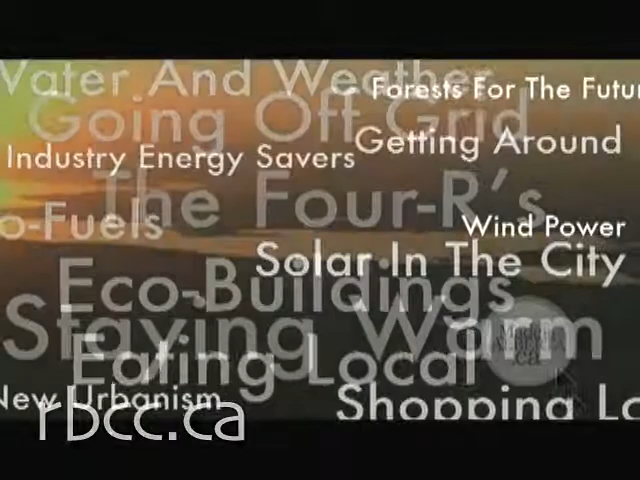 Water And Weather
Forests For The Futur
Going Off Grid
Getting Around
Industry Energy Savers
The Four-R's
o-Fuels
Wind Power
Solar In The City
Eco-Buildings
Staying Warm
Eating Local
New Urbanism
Shopping Lo
rbcc.ca